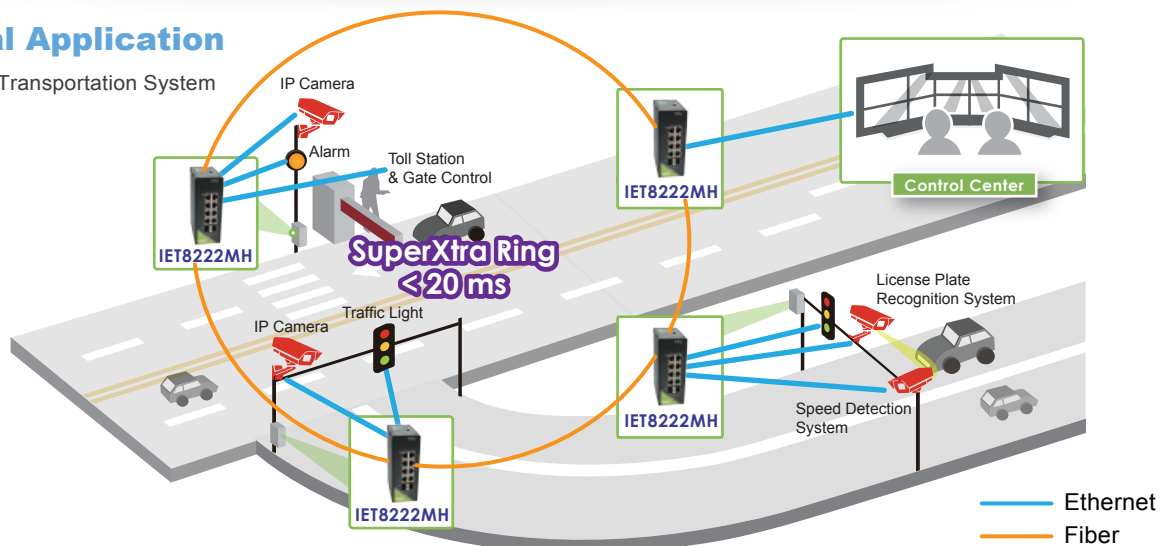 al Application
Transportation System
IP Camera
Alarm
Toll Station
& Gate Control
IET8222MH
IET8222MH
Control Center
SuperXtra Ring
< 20 ms
IP Camera
Traffic Light
License Plate
Recognition System
IET8222MH
Speed Detection
System
IET8222MH
Ethernet
Fiber